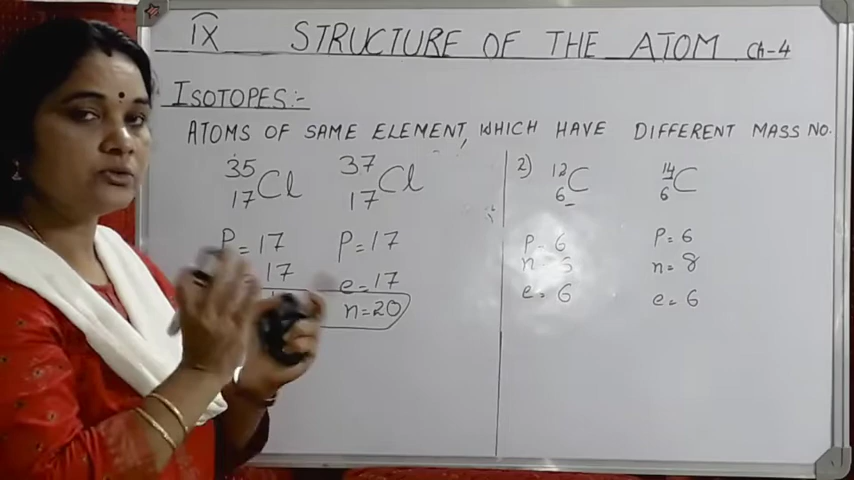 IX STRUCTURE OF THE ATOM Ch-4
ISOTOPES:-
ATOMS OF SAME ELEMENT, WHICH HAVE DIFFERENT MASS NO.
35 17 Cl
P = 17
17
37 17 Cl
P = 17
e = 17
n = 20
2) 12 6 C
P = 6
n =
e = 6
14 6 C
P = 6
n = 8
e = 6